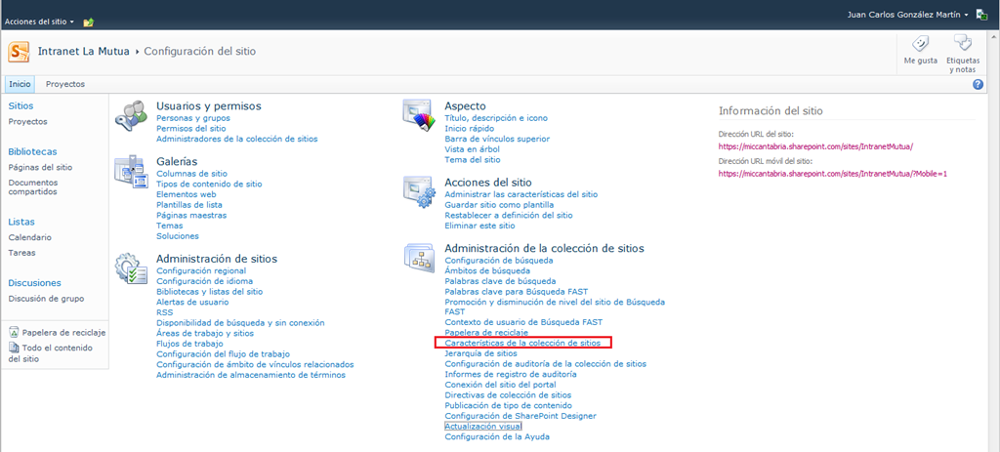 Juan Carlos González Martín
Acciones del sitio
Intranet La Mutua ▸ Configuración del sitio
Me gusta
Etiquetas
y notas
Inicio
Proyectos
Sitios
Proyectos
Bibliotecas
Páginas del sitio
Documentos
compartidos
Listas
Calendario
Tareas
Discusiones
Discusión de grupo
Papelera de reciclaje
Todo el contenido
del sitio
Usuarios y permisos
Personas y grupos
Permisos del sitio
Administradores de la colección de sitios
Galerías
Columnas de sitio
Tipos de contenido de sitio
Elementos web
Plantillas de lista
Páginas maestras
Temas
Soluciones
Administración de sitios
Configuración regional
Configuración de idioma
Bibliotecas y listas del sitio
Alertas de usuario
RSS
Disponibilidad de búsqueda y sin conexión
Áreas de trabajo y sitios
Flujos de trabajo
Configuración del flujo de trabajo
Configuración de ámbito de vínculos relacionados
Administración de almacenamiento de términos
Aspecto
Título, descripción e icono
Inicio rápido
Barra de vínculos superior
Vista en árbol
Tema del sitio
Acciones del sitio
Administrar las características del sitio
Guardar sitio como plantilla
Restablecer a definición del sitio
Eliminar este sitio
Administración de la colección de sitios
Configuración de búsqueda
Ámbitos de búsqueda
Palabras clave de búsqueda
Palabras clave para Búsqueda FAST
Promoción y disminución de nivel del sitio de Búsqueda
FAST
Contexto de usuario de Búsqueda FAST
Papelera de reciclaje
Características de la colección de sitios
Jerarquía de sitios
Configuración de auditoría de la colección de sitios
Informes de registro de auditoría
Conexión del sitio del portal
Directivas de colección de sitios
Publicación de tipo de contenido
Configuración de SharePoint Designer
Actualización visual
Configuración de la Ayuda
Información del sitio
Dirección URL del sitio:
https://miccantabria.sharepoint.com/sites/IntranetMutua/
Dirección URL móvil del sitio:
https://miccantabria.sharepoint.com/sites/IntranetMutua/?Mobile=1